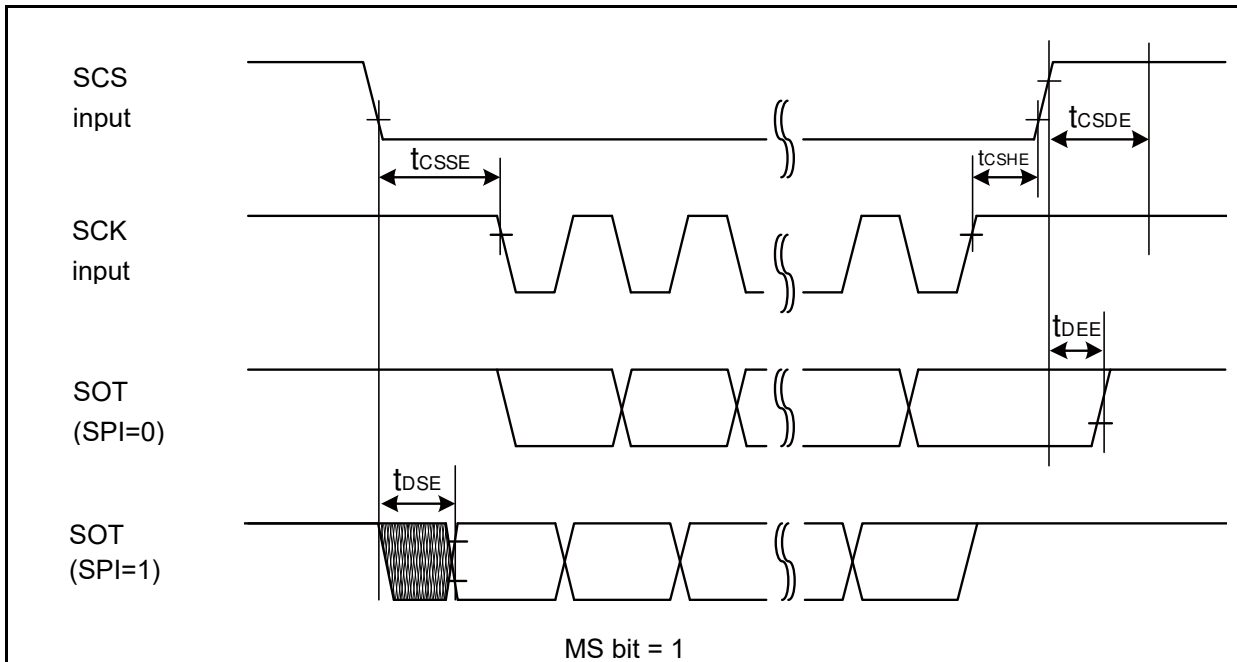 SCS
input
tCSDE
tCSSE
tCSHE
SCK
input
tDEE
SOT
(SPI=0)
tDSE
SOT
(SPI=1)
MS bit = 1